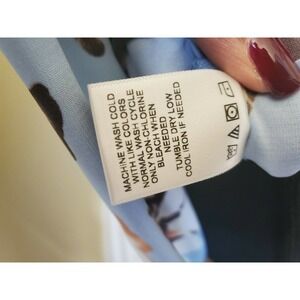 MACHINE WASH COLD
WITH LIKE COLORS
NORMAL WASH CYCLE
ONLY NON-CHLORINE
BLEACH WHEN
NEEDED
TUMBLE DRY LOW
COOL IRON IF NEEDED